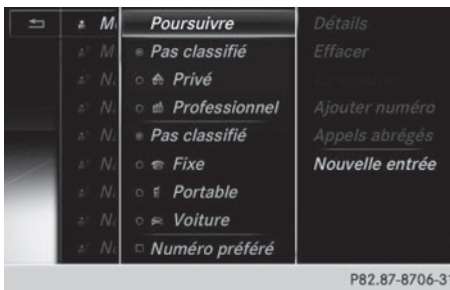 M
Poursuivre
Détails
M
Pas classifié
Effacer
N
Privé
N
Professionnel
Ajouter numéro
N
Pas classifié
Appels abrégés
N
Fixe
Nouvelle entrée
N
Portable
N
Voiture
N
Numéro préféré
P82.87-8706-31